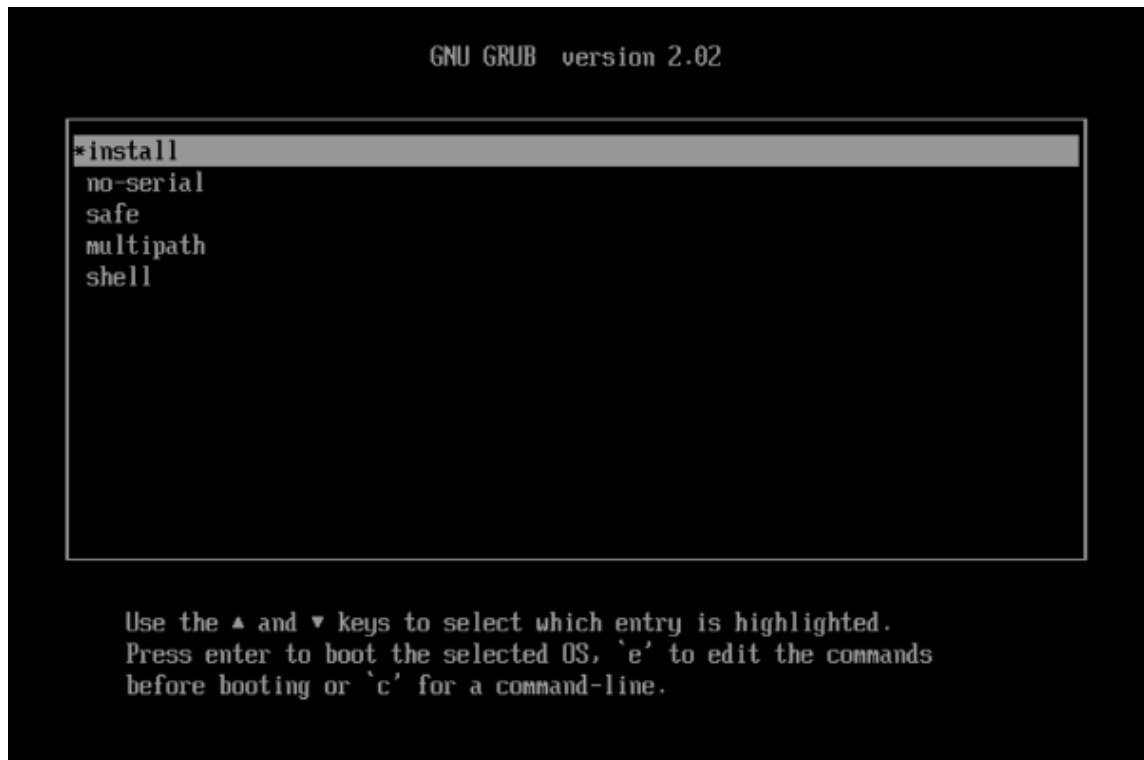 GNU GRUB  version 2.02
*install
no-serial
safe
multipath
shell
Use the ▲ and ▼ keys to select which entry is highlighted.
Press enter to boot the selected OS, `e' to edit the commands
before booting or `c' for a command-line.